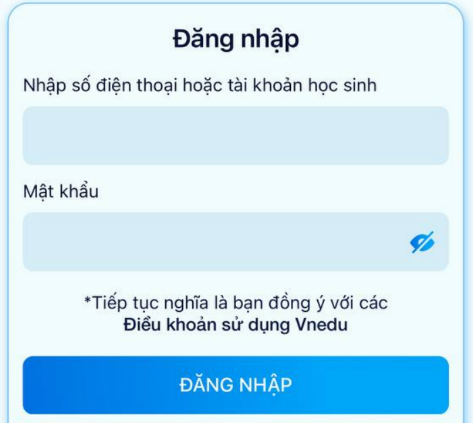 Đăng nhập
Nhập số điện thoại hoặc tài khoản học sinh
Mật khẩu
*Tiếp tục nghĩa là bạn đồng ý với các
Điều khoản sử dụng Vnedu
ĐĂNG NHẬP